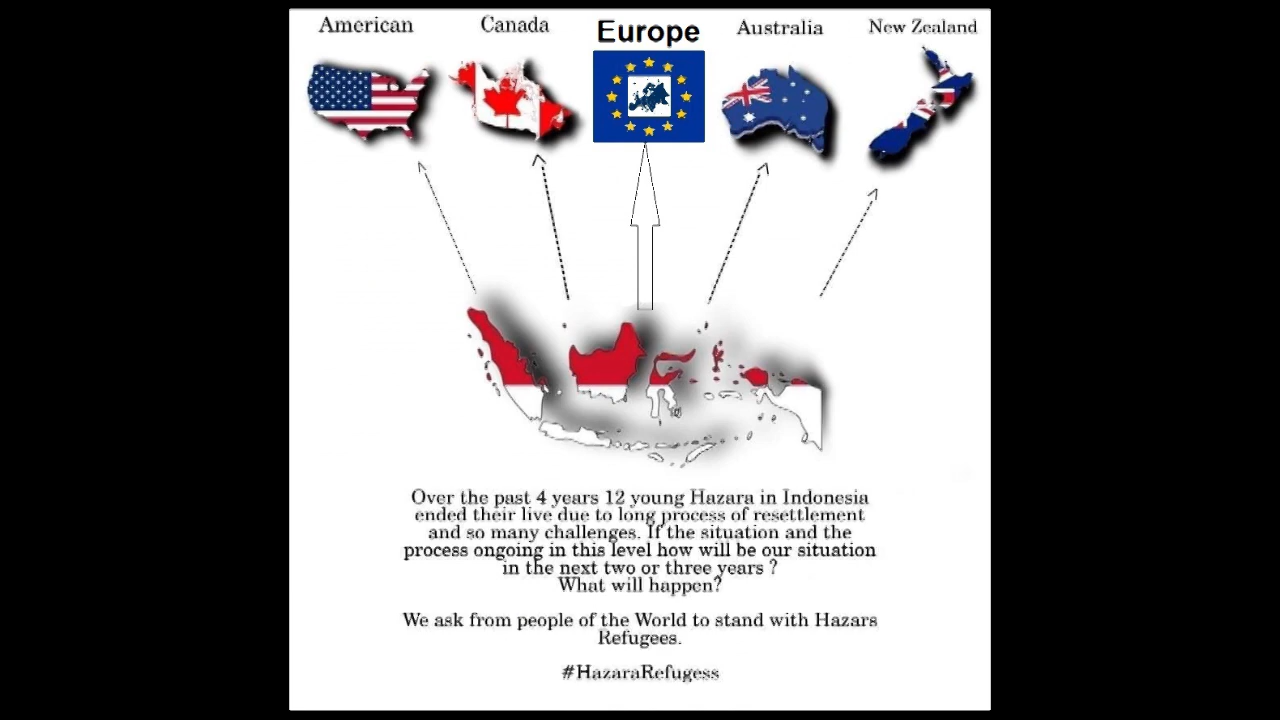 American
Canada
Europe
Australia
New Zealand
Over the past 4 years 12 young Hazara in Indonesia
ended their live due to long process of resettlement
and so many challenges. If the situation and the
process ongoing in this level how will be our situation
in the next two or three years ?
What will happen?
We ask from people of the World to stand with Hazars
Refugees.
#HazaraRefugess